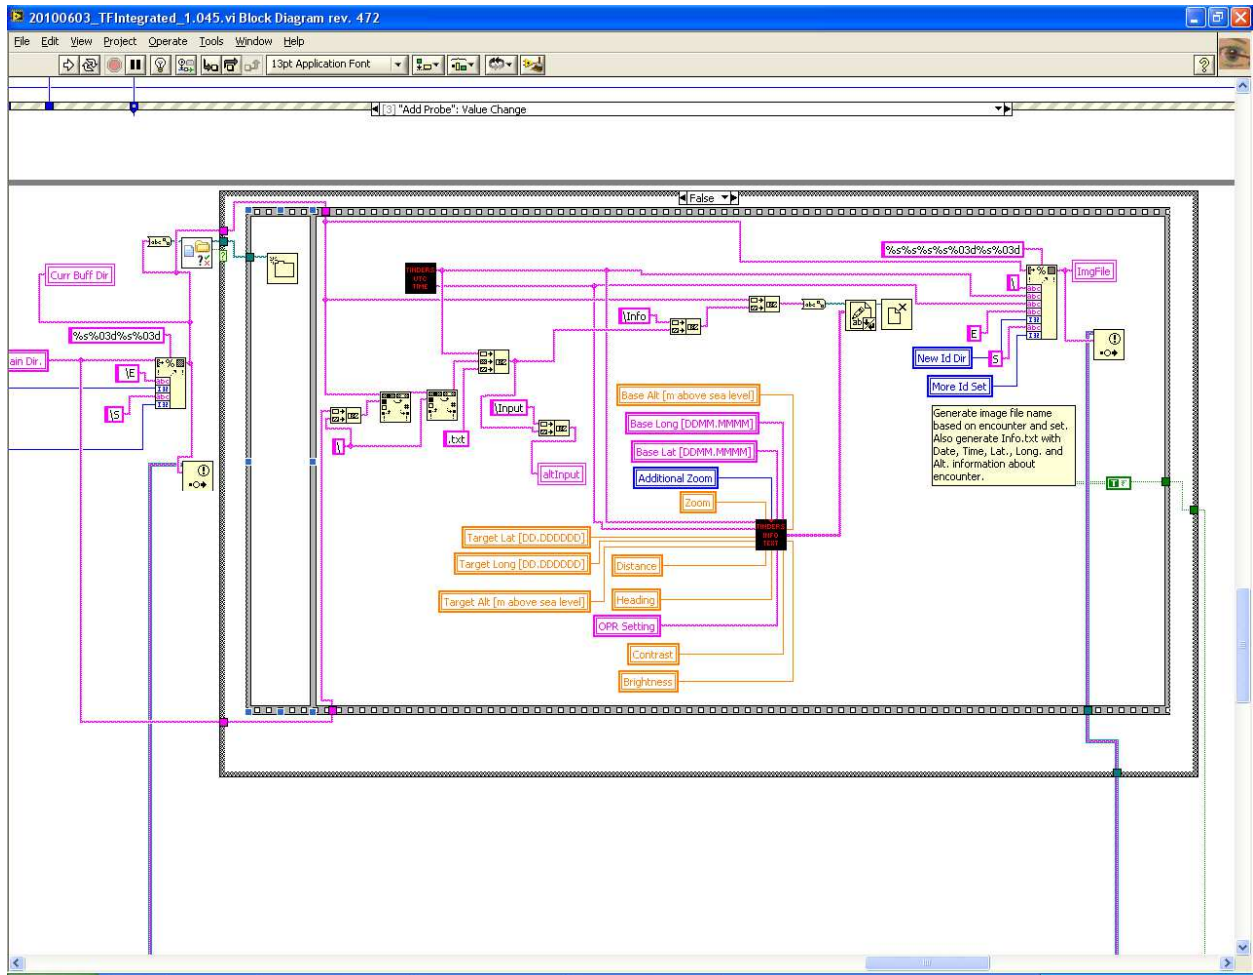 20100603_TFIntegrated_1.045.vi Block Diagram rev. 472
File Edit View Project Operate Tools Window Help
13pt Application Font
[3] "Add Probe": Value Change
False
%s%s%s%s%03d%s%03d
Curr Buff Dir
TINDERS
UTC
TIME
ImgFile
\
%s%03d%s%03d
\Info
E
ain Dir.
\E
New Id Dir
S
\S
More Id Set
Base Alt [m above sea level]
\Input
Generate image file name
based on encounter and set.
Also generate Info.txt with
Date, Time, Lat., Long. and
Alt. information about
encounter.
Base Long [DDMM.MMMM]
\
.txt
Base Lat [DDMM.MMMM]
altInput
Additional Zoom
T F
Zoom
TINDERS
INFO
TEXT
Target Lat [DD.DDDDDD]
Target Long [DD.DDDDDD]
Distance
Target Alt [m above sea level]
Heading
OPR Setting
Contrast
Brightness